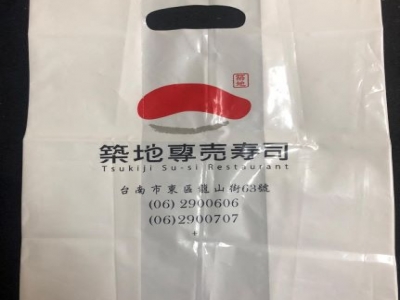 築地
築地專売寿司
Tsukiji Su-si Restaurant
台南市東區龍山街63號
(06) 2900606
(06)2900707